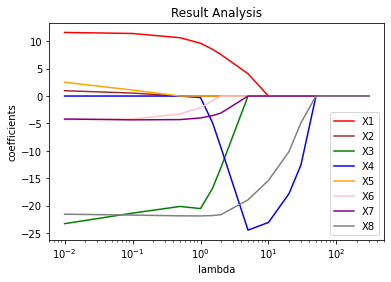 Result Analysis
coefficients
10
5
0
−5
−10
−15
−20
−25
X1
X2
X3
X4
X5
X6
X7
X8
10⁻² 10⁻¹ 10⁰ 10¹ 10²
lambda